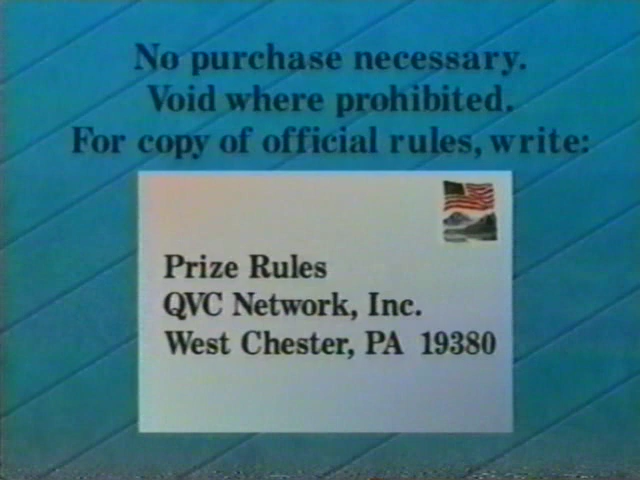 No purchase necessary.
Void where prohibited.
For copy of official rules, write:
Prize Rules
QVC Network, Inc.
West Chester, PA 19380